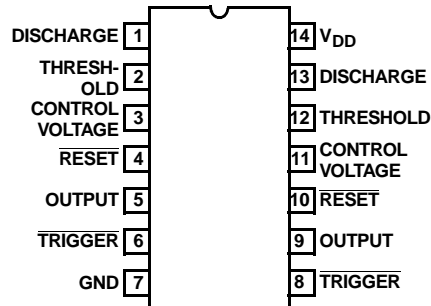 DISCHARGE 1
THRESH-
OLD 2
CONTROL
VOLTAGE 3
RESET 4
OUTPUT 5
TRIGGER 6
GND 7
14 VDD
13 DISCHARGE
12 THRESHOLD
11 CONTROL
VOLTAGE
10 RESET
9 OUTPUT
8 TRIGGER